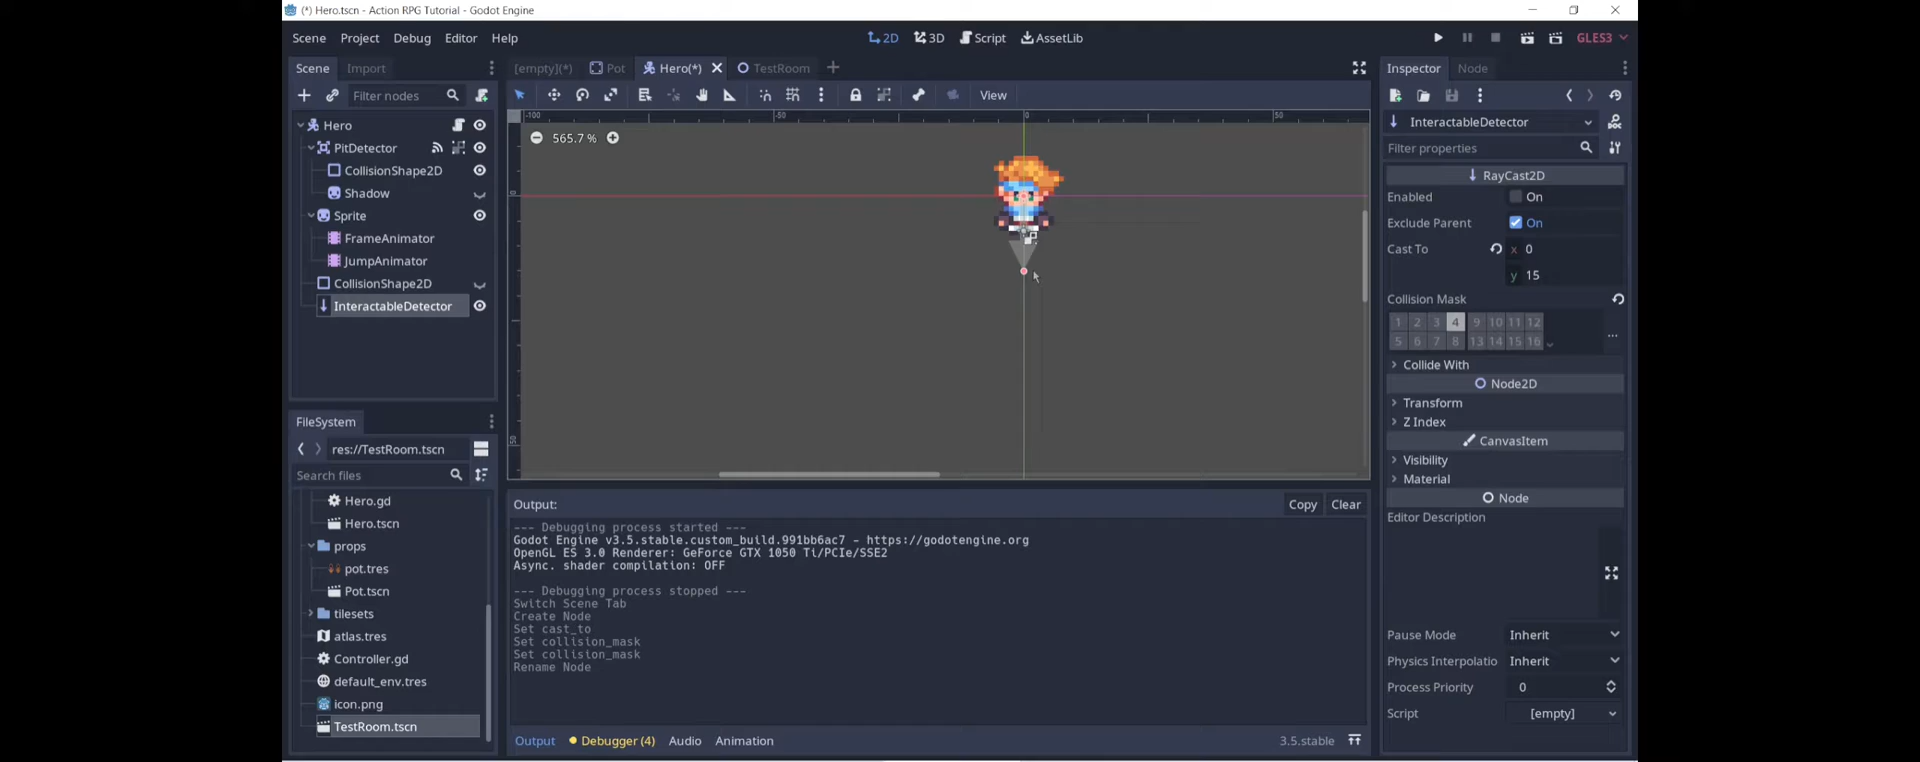 (*) Hero.tscn - Action RPG Tutorial - Godot Engine
Scene Project Debug Editor Help
2D 3D Script AssetLib
GLES3
Scene Import
Filter nodes
Hero
PitDetector
CollisionShape2D
Shadow
Sprite
FrameAnimator
JumpAnimator
CollisionShape2D
InteractableDetector
FileSystem
res://TestRoom.tscn
Search files
Hero.gd
Hero.tscn
props
pot.tres
Pot.tscn
tilesets
atlas.tres
Controller.gd
default_env.tres
icon.png
TestRoom.tscn
[empty](*) Pot Hero(*) TestRoom
View
-100 -50 0 50
565.7 %
0
50
Output:
Copy Clear
--- Debugging process started ---
Godot Engine v3.5.stable.custom_build.991bb6ac7 - https://godotengine.org
OpenGL ES 3.0 Renderer: GeForce GTX 1050 Ti/PCIe/SSE2
Async. shader compilation: OFF
--- Debugging process stopped ---
Switch Scene Tab
Create Node
Set cast_to
Set collision_mask
Set collision_mask
Rename Node
Output Debugger (4) Audio Animation
3.5.stable
Inspector Node
InteractableDetector
Filter properties
RayCast2D
Enabled On
Exclude Parent On
Cast To x 0
y 15
Collision Mask
1 2 3 4 9 10 11 12
5 6 7 8 13 14 15 16
Collide With
Node2D
Transform
Z Index
CanvasItem
Visibility
Material
Node
Editor Description
Pause Mode Inherit
Physics Interpolatio Inherit
Process Priority 0
Script [empty]